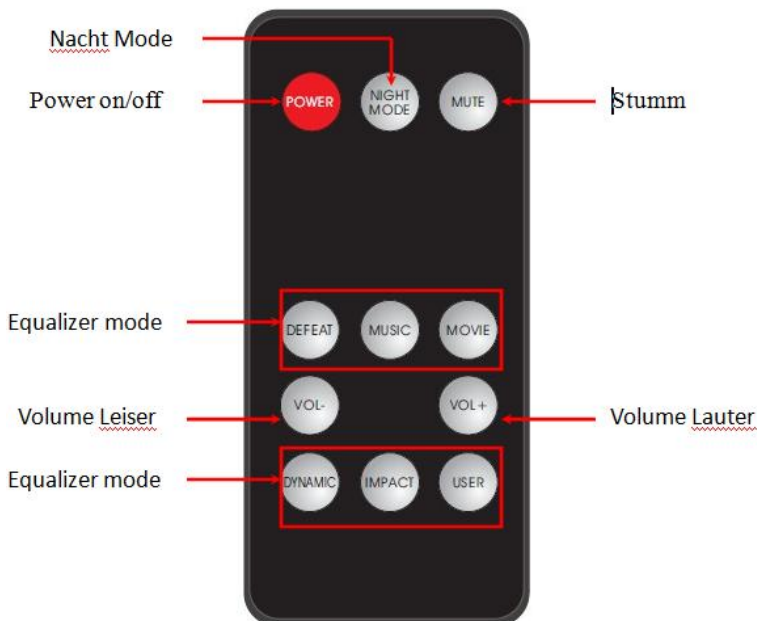 Nacht Mode
Power on/off
POWER
NIGHT
MODE
MUTE
Stumm
Equalizer mode
DEFEAT
MUSIC
MOVIE
Volume Leiser
VOL-
VOL+
Volume Lauter
Equalizer mode
DYNAMIC
IMPACT
USER